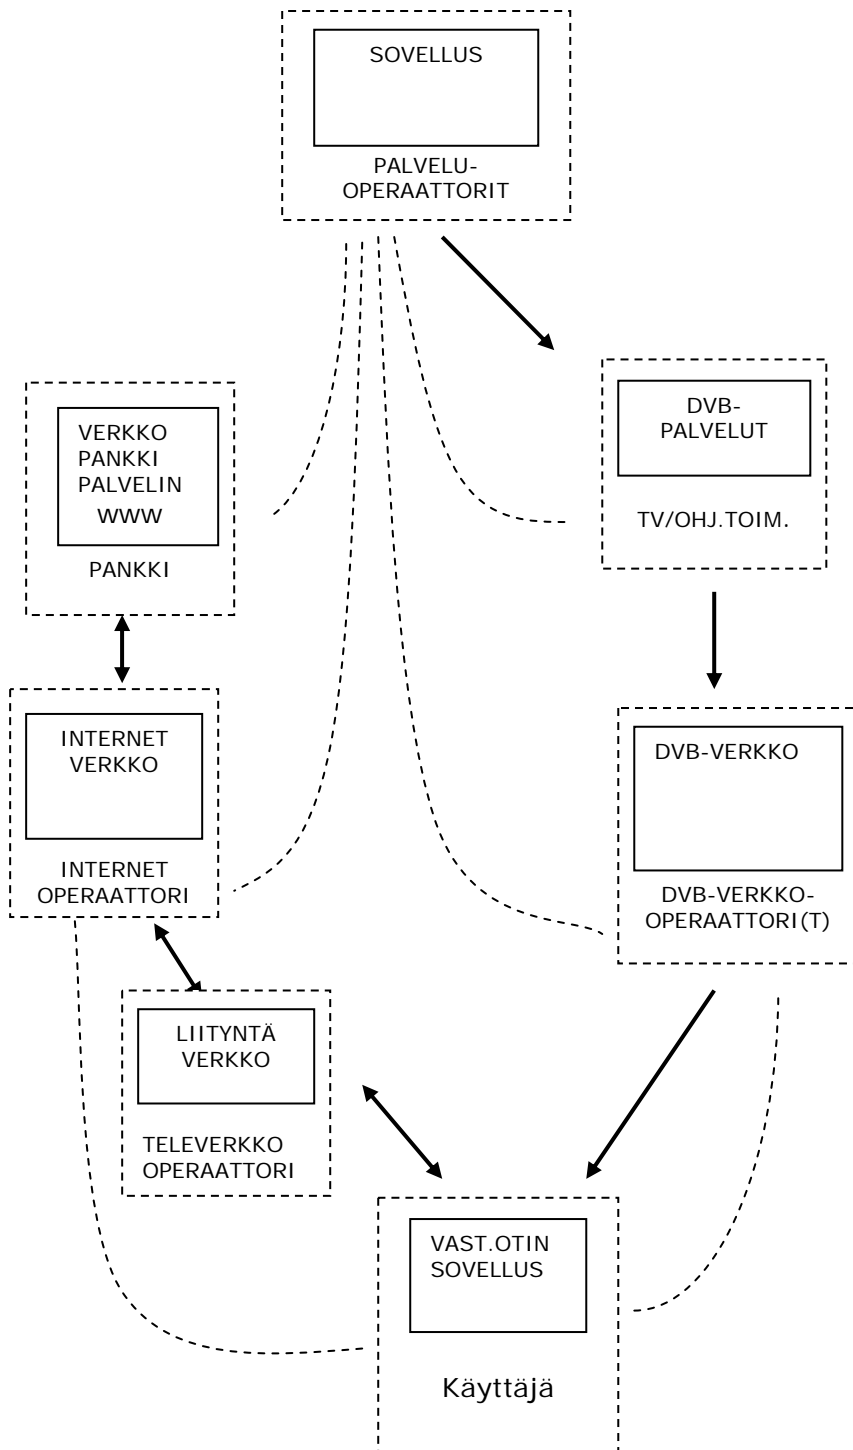 SOVELLUS
PALVELU-
OPERAATTORIT
VERKKO
PANKKI
PALVELIN
WWW
PANKKI
DVB-
PALVELUT
TV/OHJ.TOIM.
INTERNET
VERKKO
INTERNET
OPERAATTORI
DVB-VERKKO
DVB-VERKKO-
OPERAATTORI(T)
LIITYNTÄ
VERKKO
TELEVERKKO
OPERAATTORI
VAST.OTIN
SOVELLUS
Käyttäjä